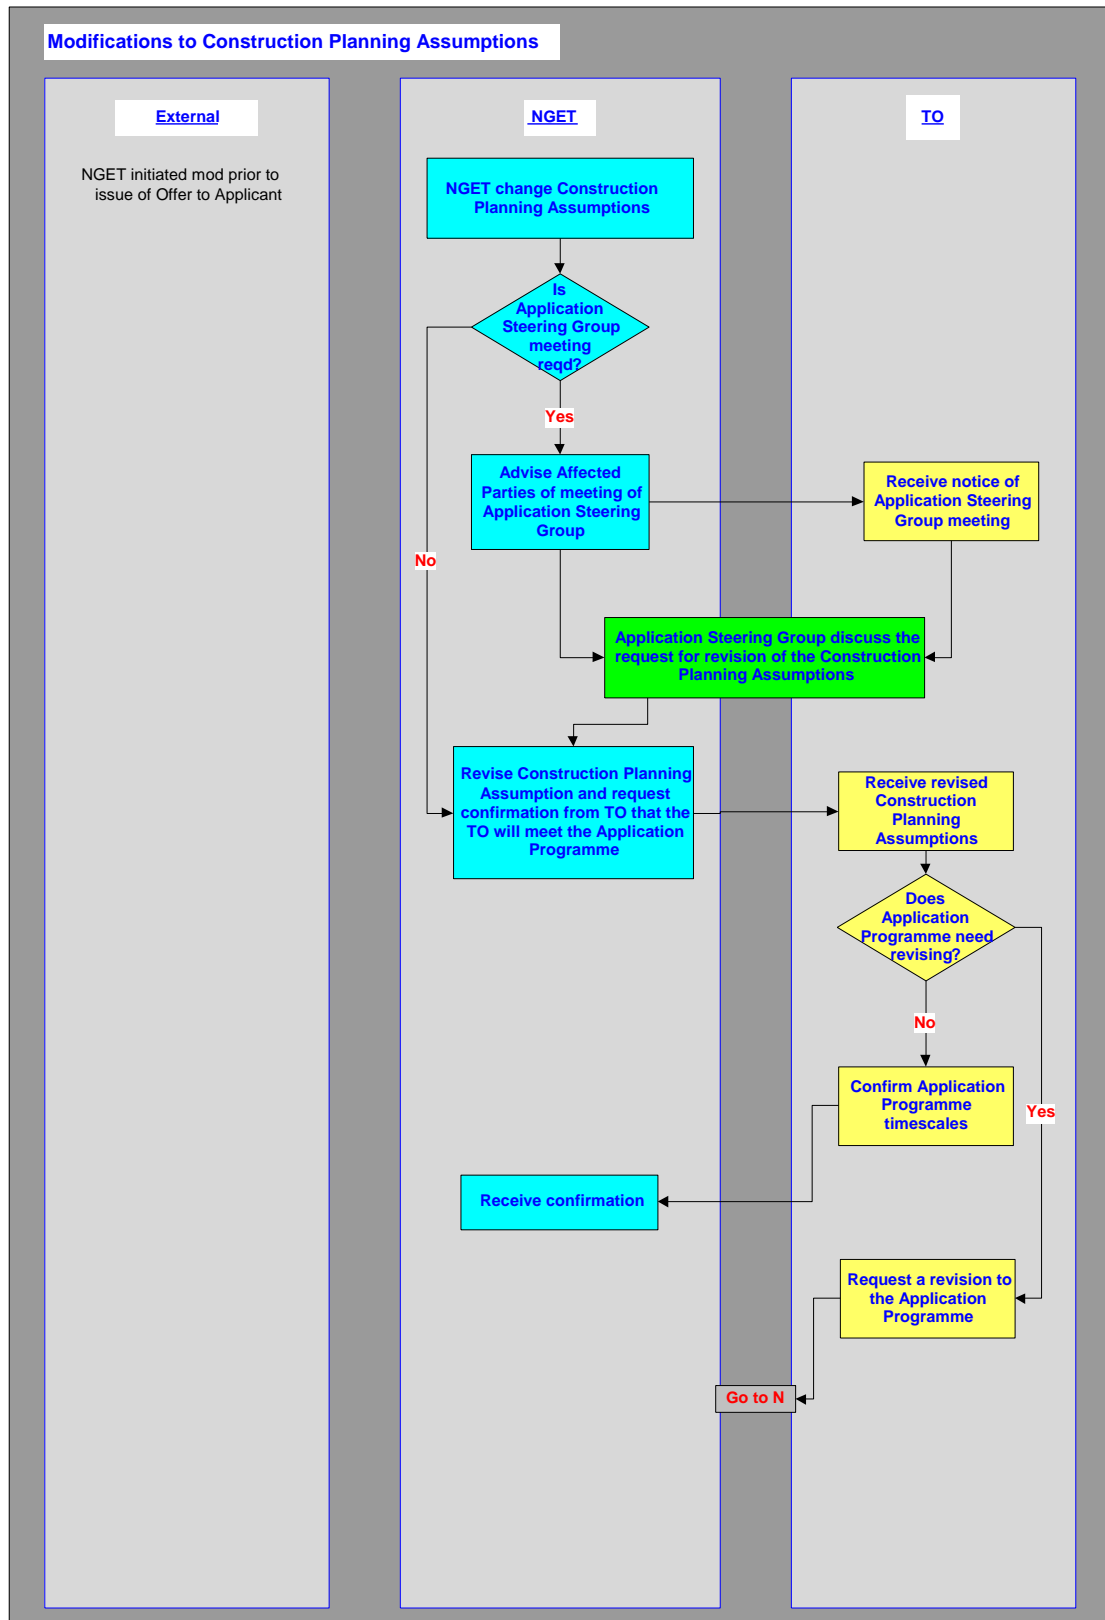 Modifications to Construction Planning Assumptions
External
NGET
TO
NGET initiated mod prior to
issue of Offer to Applicant
NGET change Construction
Planning Assumptions
Is
Application
Steering Group
meeting
reqd?
Yes
Advise Affected
Parties of meeting of
Application Steering
Group
Receive notice of
Application Steering
Group meeting
No
Application Steering Group discuss the
request for revision of the Construction
Planning Assumptions
Revise Construction Planning
Assumption and request
confirmation from TO that the
TO will meet the Application
Programme
Receive revised
Construction
Planning
Assumptions
Does
Application
Programme need
revising?
No
Confirm Application
Programme
timescales
Yes
Receive confirmation
Request a revision to
the Application
Programme
Go to N